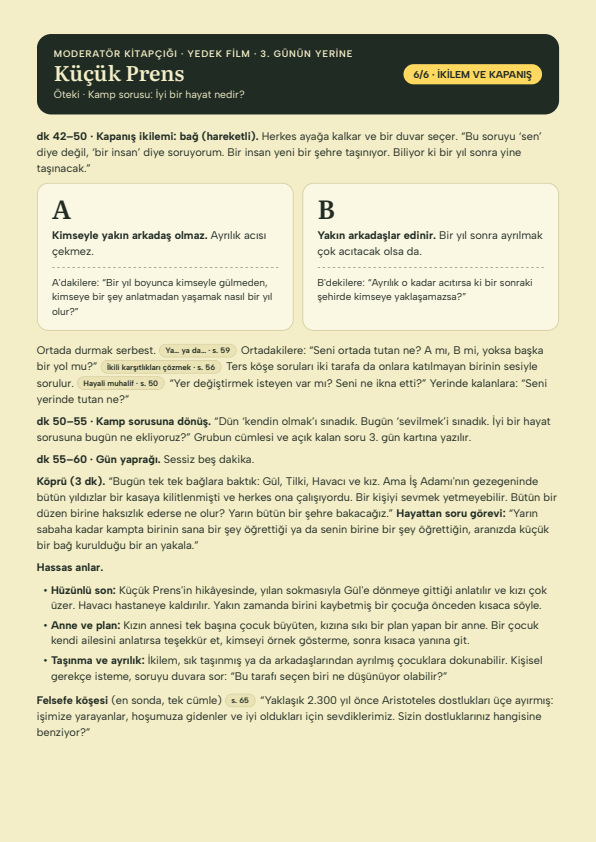 MODERATÖR KİTAPÇIĞI · YEDEK FİLM · 3. GÜNÜN YERİNE
Küçük Prens
Öteki · Kamp sorusu: İyi bir hayat nedir?
6/6 · İKİLEM VE KAPANIŞ
dk 42–50 · Kapanış ikilemi: bağ (hareketli). Herkes ayağa kalkar ve bir duvar seçer. “Bu soruyu ‘sen’
diye değil, ‘bir insan’ diye soruyorum. Bir insan yeni bir şehre taşınıyor. Biliyor ki bir yıl sonra yine
taşınacak.”
A
Kimseyle yakın arkadaş olmaz. Ayrılık acısı
çekmez.
A'dakilere: “Bir yıl boyunca kimseyle gülmeden,
kimseye bir şey anlatmadan yaşamak nasıl bir yıl
olur?”
B
Yakın arkadaşlar edinir. Bir yıl sonra ayrılmak
çok acıtacak olsa da.
B'dekilere: “Ayrılık o kadar acıtırsa ki bir sonraki
şehirde kimseye yaklaşamazsa?”
Ortada durmak serbest. Ya… ya da… · s. 59 Ortadakilere: “Seni ortada tutan ne? A mı, B mi, yoksa başka
bir yol mu?” İkili karşıtlıkları çözmek · s. 56 Ters köşe soruları iki tarafa da onlara katılmayan birinin sesiyle
sorulur. Hayali muhalif · s. 50 “Yer değiştirmek isteyen var mı? Seni ne ikna etti?” Yerinde kalanlara: “Seni
yerinde tutan ne?”
dk 50–55 · Kamp sorusuna dönüş. “Dün ‘kendin olmak’ı sınadık. Bugün ‘sevilmek’i sınadık. İyi bir hayat
sorusuna bugün ne ekliyoruz?” Grubun cümlesi ve açık kalan soru 3. gün kartına yazılır.
dk 55–60 · Gün yaprağı. Sessiz beş dakika.
Köprü (3 dk). “Bugün tek tek bağlara baktık: Gül, Tilki, Havacı ve kız. Ama İş Adamı'nın gezegeninde
bütün yıldızlar bir kasaya kilitlenmişti ve herkes ona çalışıyordu. Bir kişiyi sevmek yetmeyebilir. Bütün bir
düzen birine haksızlık ederse ne olur? Yarın bütün bir şehre bakacağız.” Hayattan soru görevi: “Yarın
sabaha kadar kampta birinin sana bir şey öğrettiği ya da senin birine bir şey öğrettiğin, aranızda küçük
bir bağ kurulduğu bir an yakala.”
Hassas anlar.
• Hüzünlü son: Küçük Prens'in hikâyesinde, yılan sokmasıyla Gül'e dönmeye gittiği anlatılır ve kızı çok
üzer. Havacı hastaneye kaldırılır. Yakın zamanda birini kaybetmiş bir çocuğa önceden kısaca söyle.
• Anne ve plan: Kızın annesi tek başına çocuk büyüten, kızına sıkı bir plan yapan bir anne. Bir çocuk
kendi ailesini anlatırsa teşekkür et, kimseyi örnek gösterme, sonra kısaca yanına git.
• Taşınma ve ayrılık: İkilem, sık taşınmış ya da arkadaşlarından ayrılmış çocuklara dokunabilir. Kişisel
gerekçe isteme, soruyu duvara sor: “Bu tarafı seçen biri ne düşünüyor olabilir?”
Felsefe köşesi (en sonda, tek cümle) s. 65 “Yaklaşık 2.300 yıl önce Aristoteles dostlukları üçe ayırmış:
işimize yarayanlar, hoşumuza gidenler ve iyi oldukları için sevdiklerimiz. Sizin dostluklarınız hangisine
benziyor?”